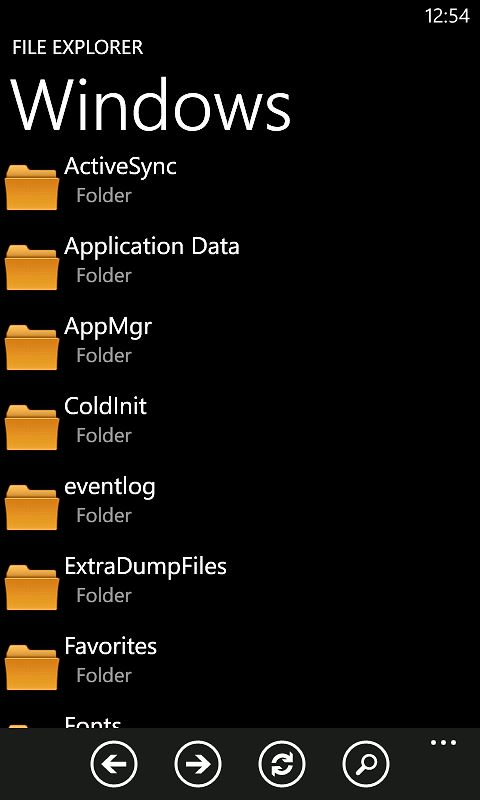 12:54
FILE EXPLORER
Windows
ActiveSync
Folder
Application Data
Folder
AppMgr
Folder
ColdInit
Folder
eventlog
Folder
ExtraDumpFiles
Folder
Favorites
Folder
Fonts